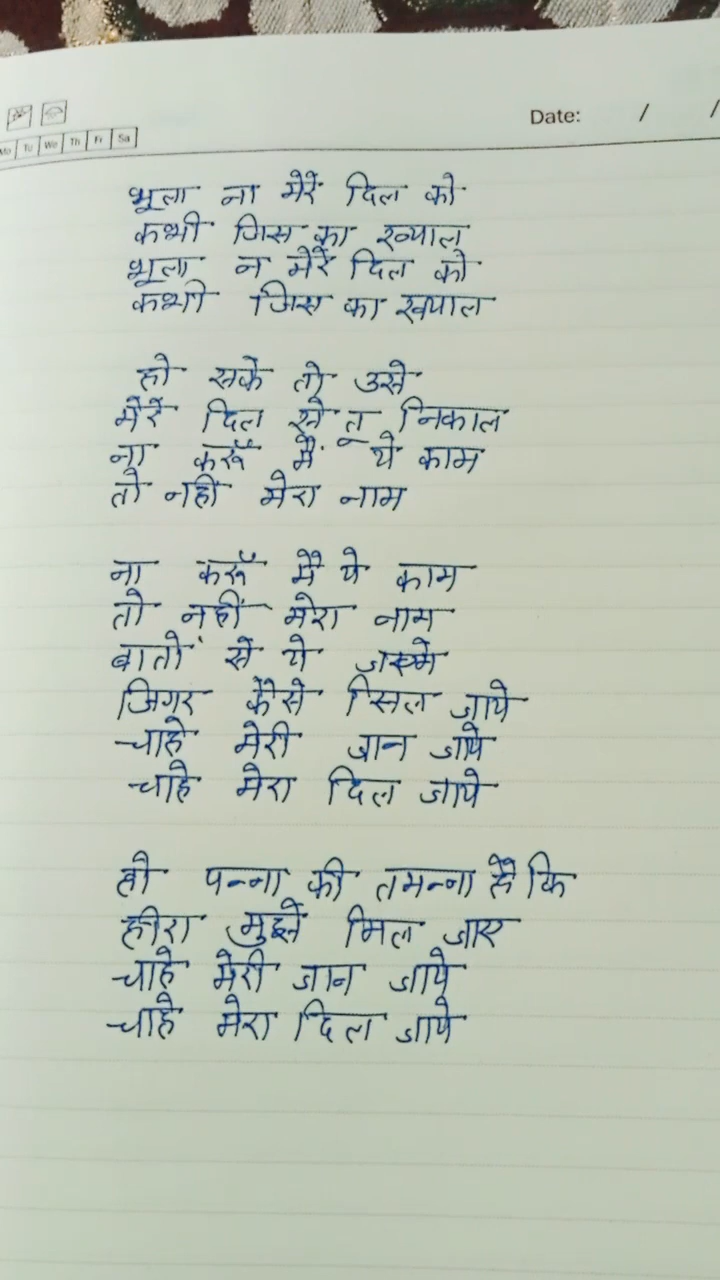 Date: / /
Mo Tu We Th Fr Sa
भूला ना मेरे दिल को
कभी जिस का ख्याल
भूला न मेरे दिल को
कभी जिस का ख्याल
हो सके तो उसे
मेरे दिल से तू निकाल
ना करूँ मैं ये काम
तो नहीं मेरा नाम
ना करूँ मैं ये काम
तो नहीं मेरा नाम
बातों से ये जख्मे
जिगर कैसे सिल जाये
चाहे मेरी जान जाये
चाहे मेरा दिल जाये
हो पन्ना की तमन्ना है कि
हीरा मुझे मिल जाए
चाहे मेरी जान जाये
चाहे मेरा दिल जाये